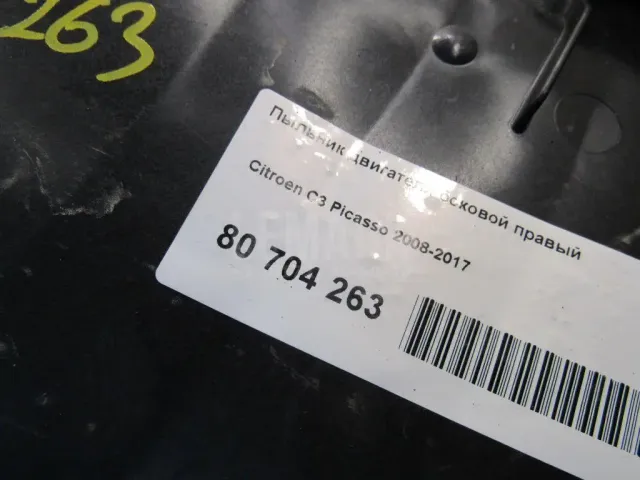 263
Пыльник двигателя боковой правый
Citroen C3 Picasso 2008-2017
80 704 263